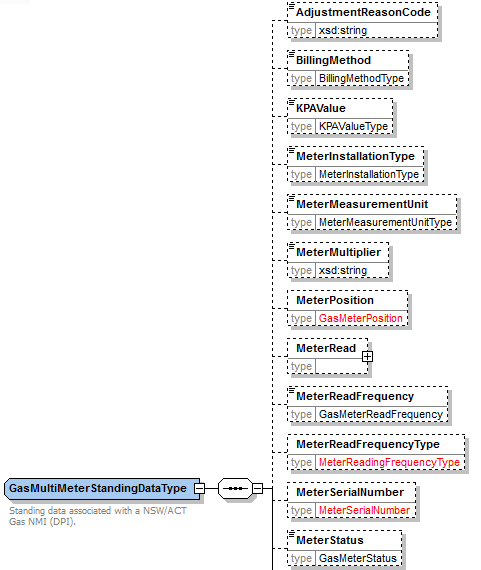 AdjustmentReasonCode
type xsd:string
BillingMethod
type BillingMethodType
KPAValue
type KPAValueType
MeterInstallationType
type MeterInstallationType
MeterMeasurementUnit
type MeterMeasurementUnitType
MeterMultiplier
type xsd:string
MeterPosition
type GasMeterPosition
MeterRead
type
MeterReadFrequency
type GasMeterReadFrequency
MeterReadFrequencyType
type MeterReadingFrequencyType
GasMultiMeterStandingDataType
Standing data associated with a NSW/ACT
Gas NMI (DPI).
MeterSerialNumber
type MeterSerialNumber
MeterStatus
type GasMeterStatus